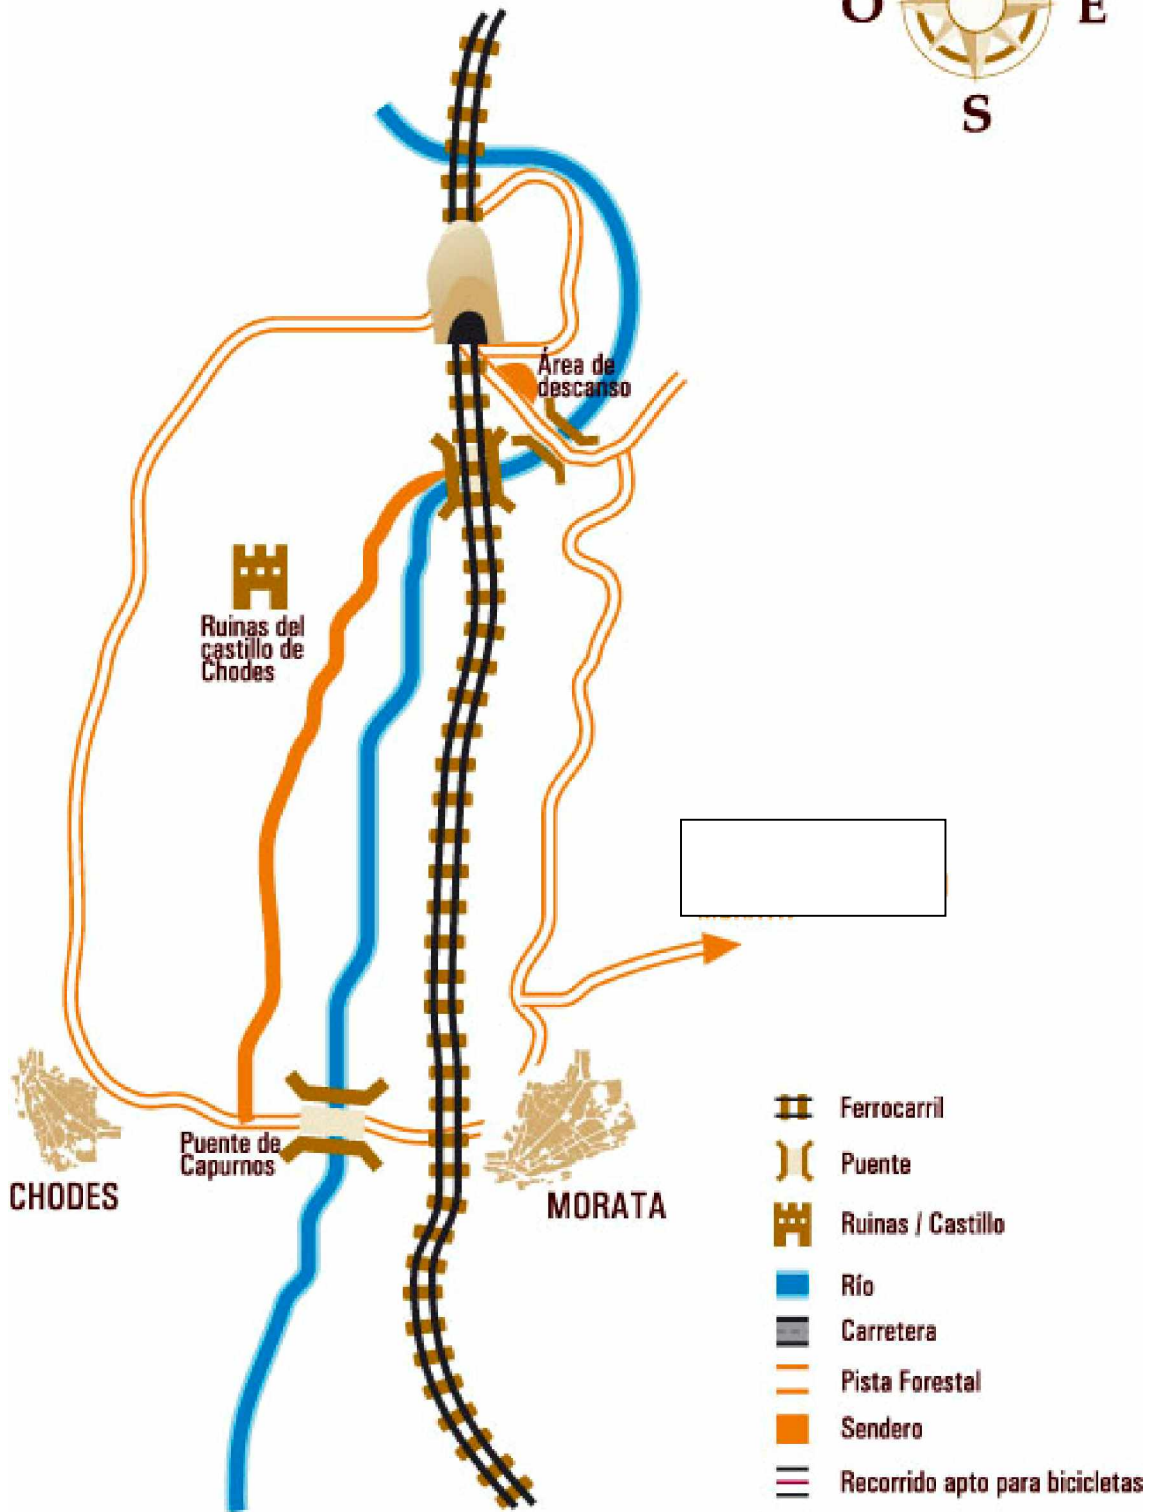 O E
S
Área de
descanso
Ruinas del
castillo de
Chodes
Puente de
Capurnos
CHODES
MORATA
Ferrocarril
Puente
Ruinas / Castillo
Río
Carretera
Pista Forestal
Sendero
Recorrido apto para bicicletas